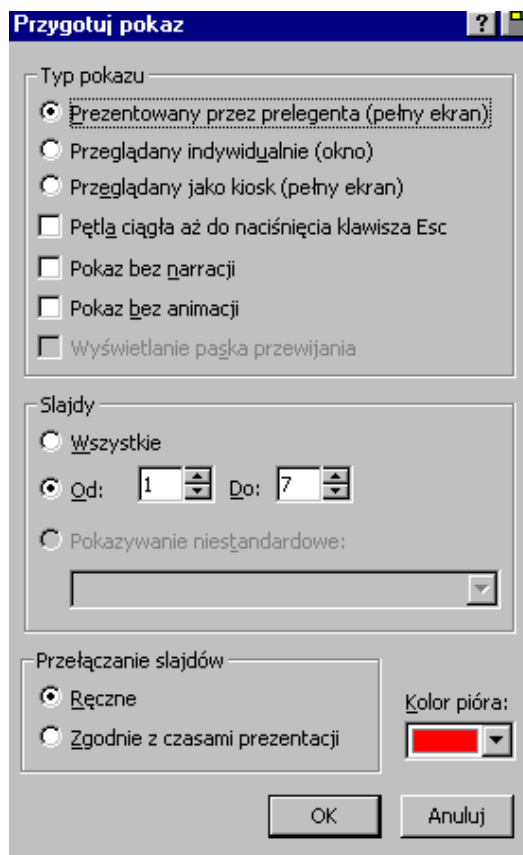 Przygotuj pokaz ?
Typ pokazu
Prezentowany przez prelegenta (pełny ekran)
Przeglądany indywidualnie (okno)
Przeglądany jako kiosk (pełny ekran)
Pętla ciągła aż do naciśnięcia klawisza Esc
Pokaz bez narracji
Pokaz bez animacji
Wyświetlanie paska przewijania
Slajdy
Wszystkie
Od: 1 Do: 7
Pokazywanie niestandardowe:
Przełączanie slajdów
Ręczne
Kolor pióra:
Zgodnie z czasami prezentacji
OK Anuluj